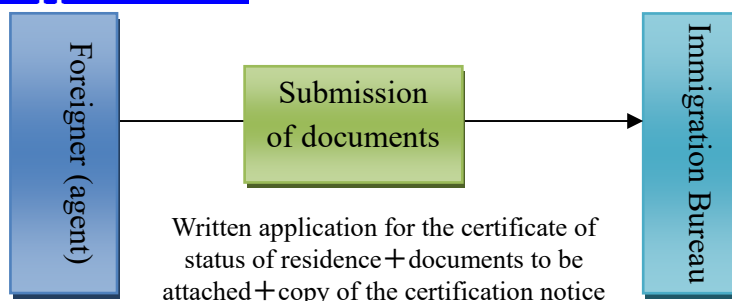 Foreigner (agent)
Submission
of documents
Immigration Bureau
Written application for the certificate of
status of residence＋documents to be
attached＋copy of the certification notice